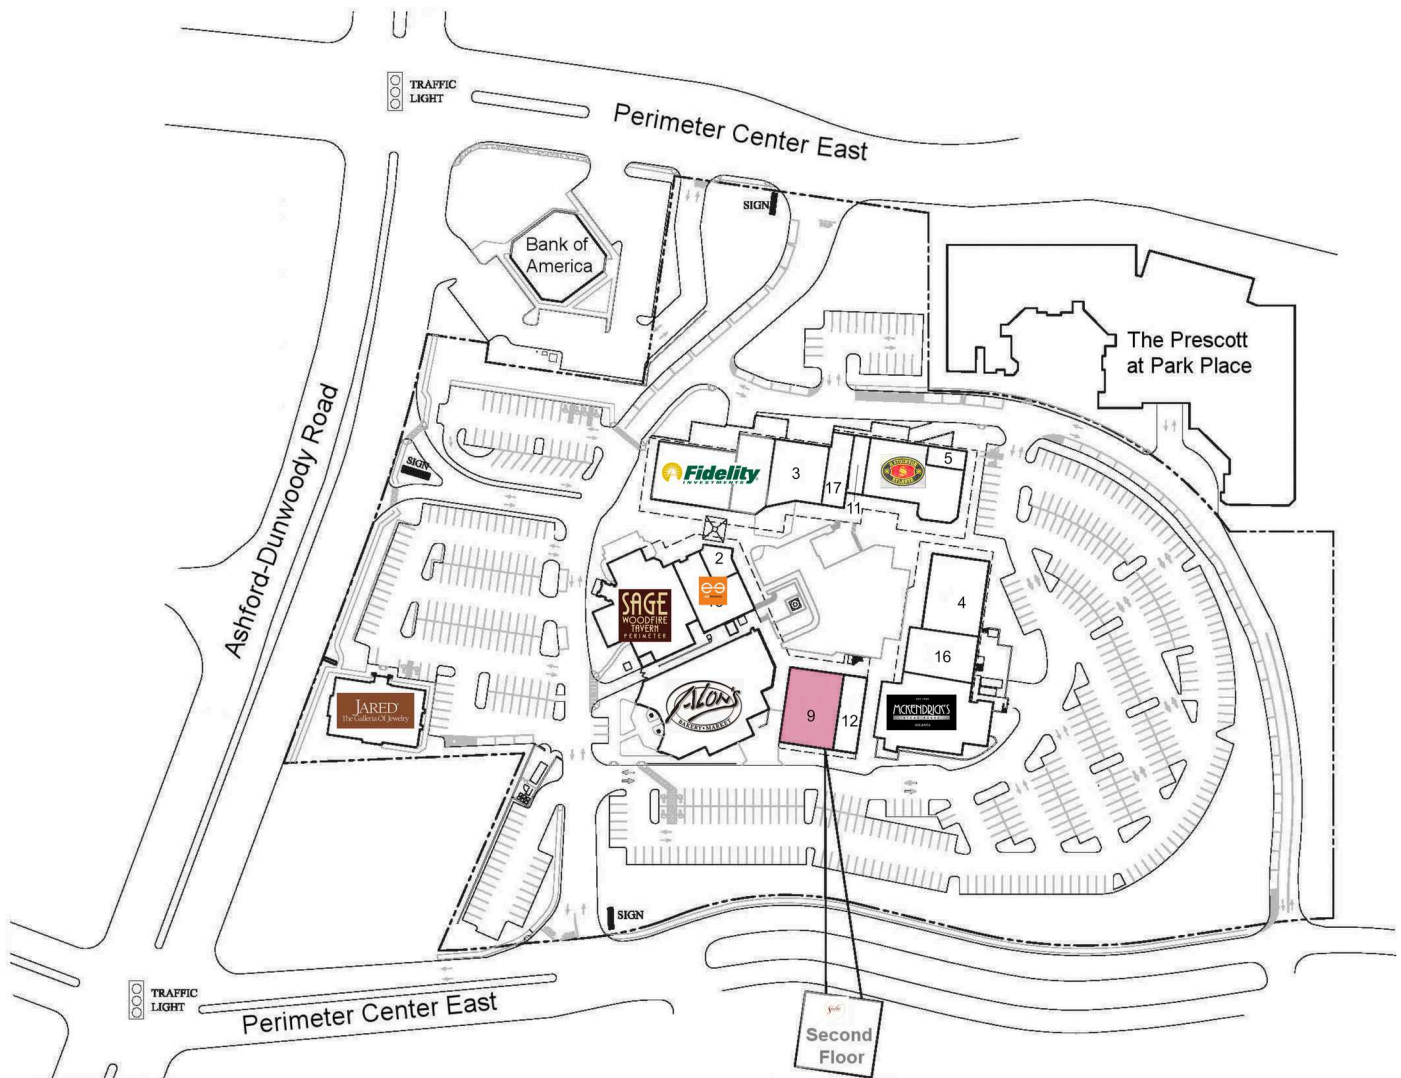 TRAFFIC
LIGHT
Perimeter Center East
SIGN
Bank of
America
The Prescott
at Park Place
Ashford-Dunwoody Road
SIGN
Fidelity
INVESTMENTS
3
17
11
5
2
SAGE
WOODFIRE
TAVERN
PERIMETER
4
16
JARED
The Galleria Of Jewelry
ALON'S
BAKERY • MARKET
9
12
MCKENDRICK'S
SIGN
TRAFFIC
LIGHT
Perimeter Center East
Second
Floor